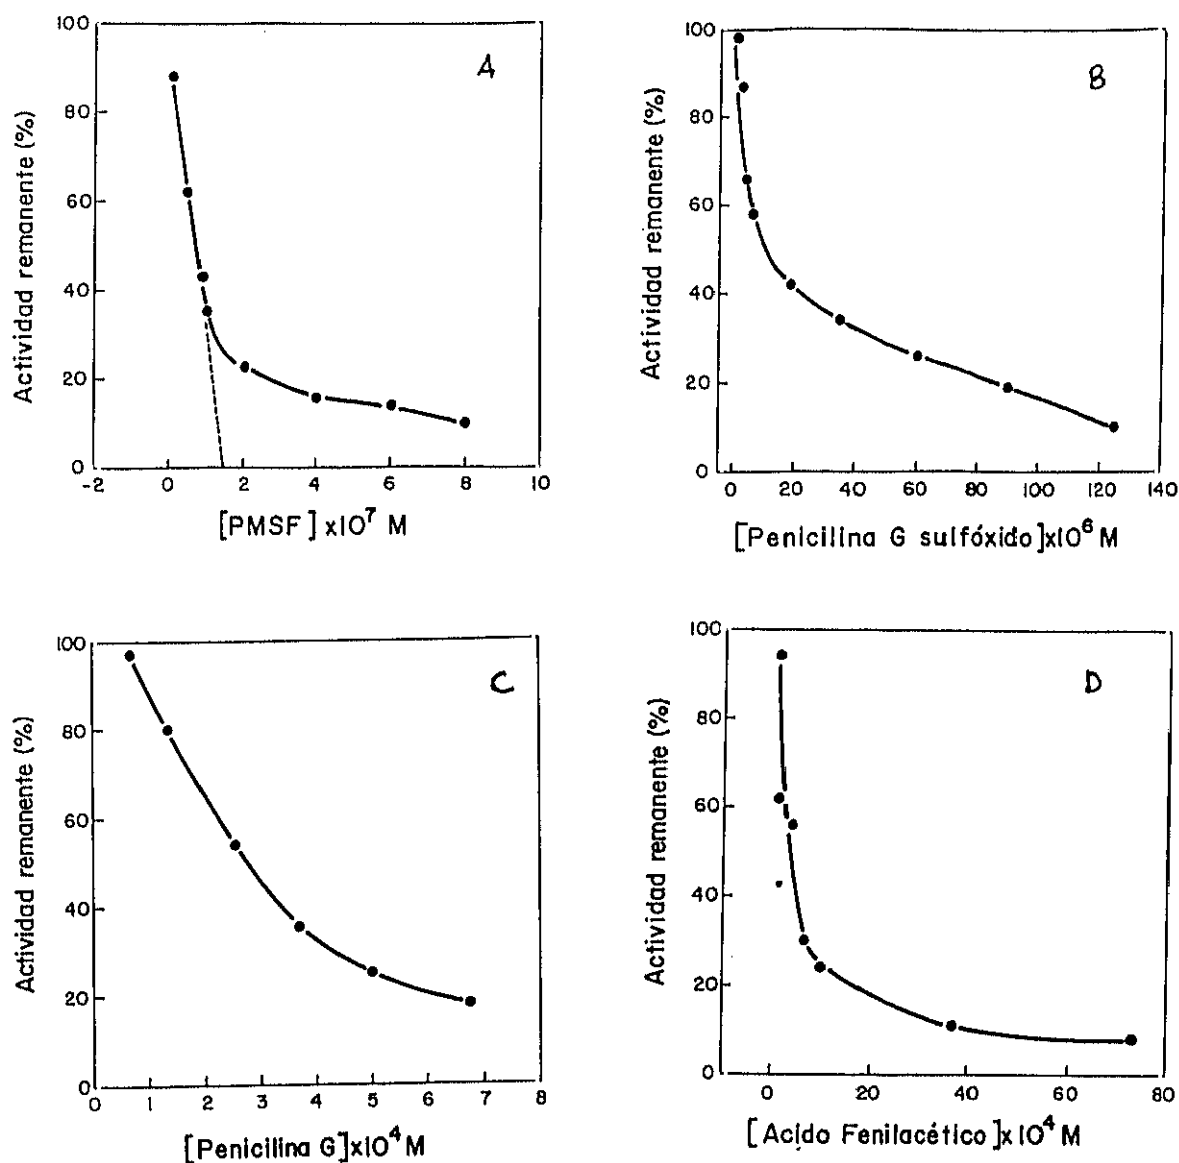 A
Actividad remanente (%)
100
80
60
40
20
0
-2 0 2 4 6 8 10
[PMSF] x10⁷ M
B
Actividad remanente (%)
100
80
60
40
20
0
0 20 40 60 80 100 120 140
[Penicilina G sulfóxido]x10⁶ M
C
Actividad remanente (%)
100
80
60
40
20
0
0 1 2 3 4 5 6 7 8
[Penicilina G]x10⁴ M
D
Actividad remanente (%)
100
80
60
40
20
0
0 20 40 60 80
[Acido Fenilacético]x10⁴ M